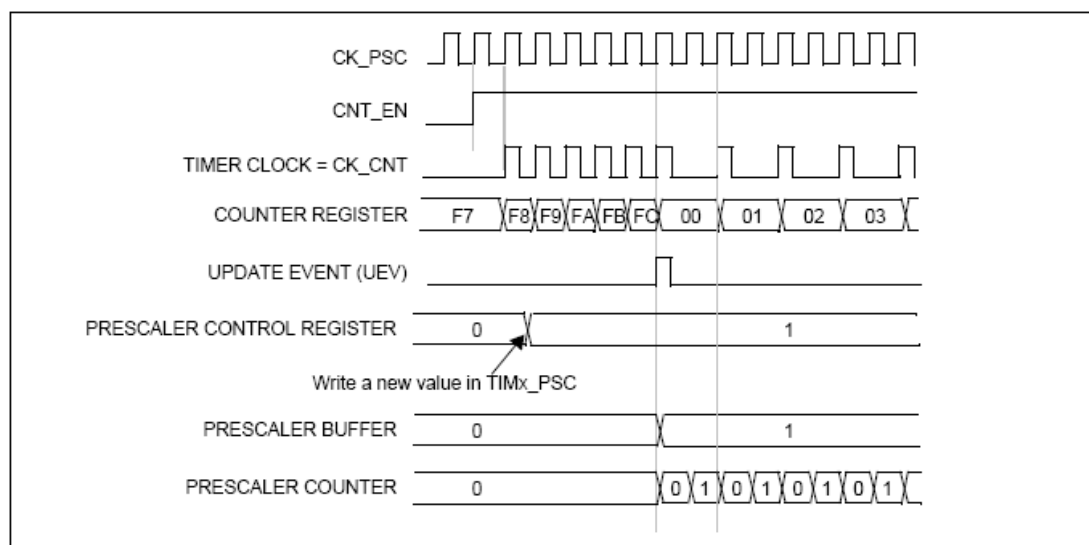 CK_PSC
CNT_EN
TIMER CLOCK = CK_CNT
COUNTER REGISTER F7 F8 F9 FA FB FC 00 01 02 03
UPDATE EVENT (UEV)
PRESCALER CONTROL REGISTER 0 1
Write a new value in TIMx_PSC
PRESCALER BUFFER 0 1
PRESCALER COUNTER 0 0 1 0 1 0 1 0 1